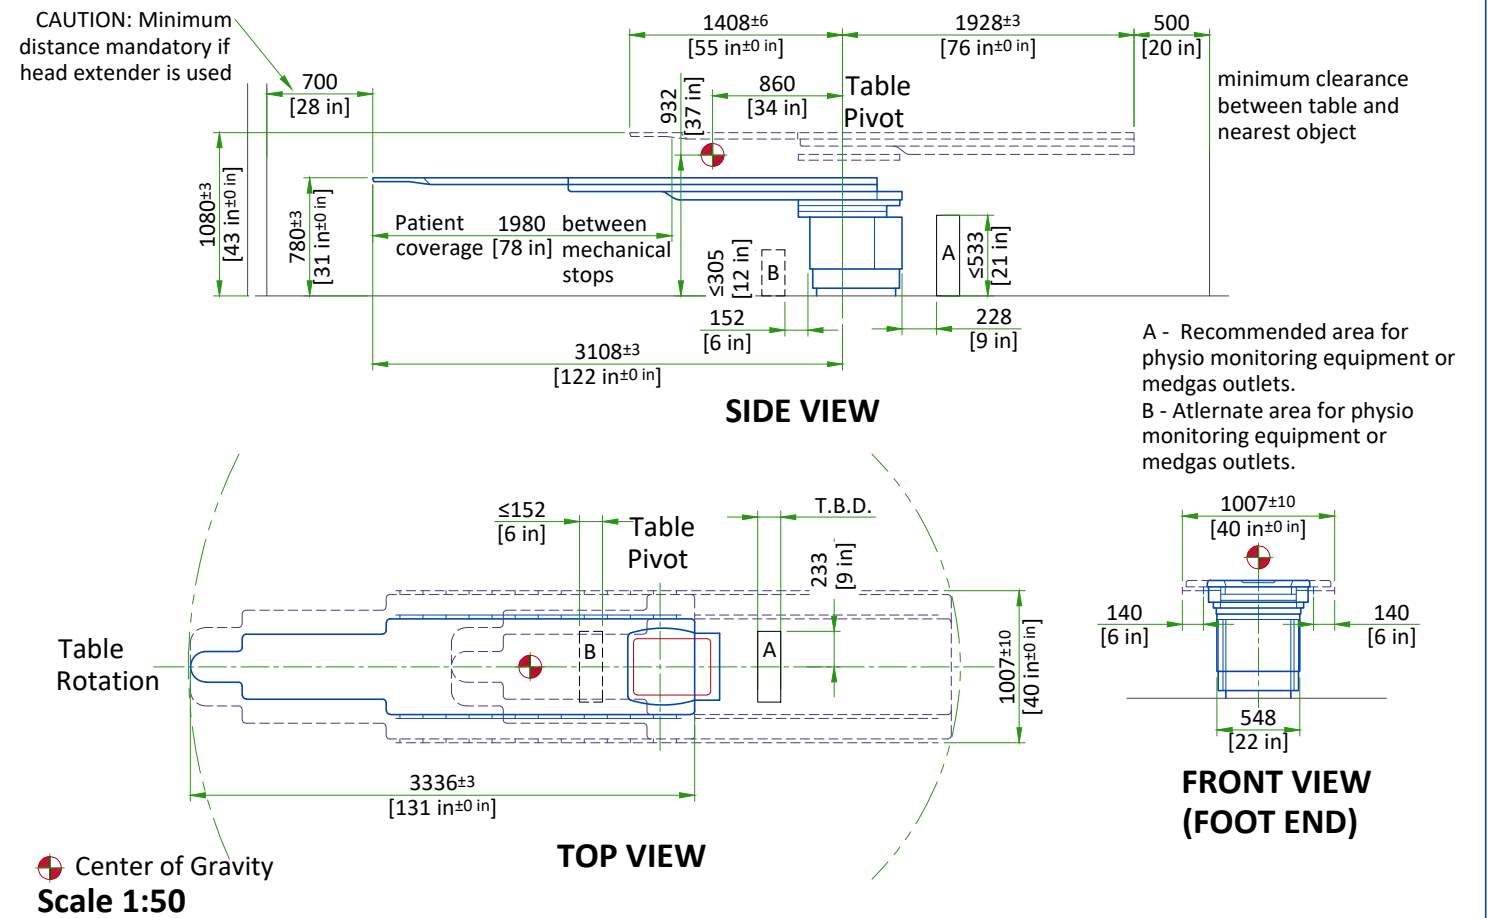 CAUTION: Minimum
distance mandatory if
head extender is used
700
[28 in]
1408±6
[55 in±0 in]
1928±3
[76 in±0 in]
500
[20 in]
932
[37 in]
860
[34 in]
Table
Pivot
minimum clearance
between table and
nearest object
1080±3
[43 in±0 in]
780±3
[31 in±0 in]
Patient 1980 between
coverage [78 in] mechanical
stops
≤305
[12 in]
B
A
≤533
[21 in]
152
[6 in]
228
[9 in]
3108±3
[122 in±0 in]
SIDE VIEW
A - Recommended area for
physio monitoring equipment or
medgas outlets.
B - Atlernate area for physio
monitoring equipment or
medgas outlets.
≤152
[6 in]
Table
Pivot
T.B.D.
233
[9 in]
Table
Rotation
B
A
1007±10
[40 in±0 in]
3336±3
[131 in±0 in]
TOP VIEW
1007±10
[40 in±0 in]
140
[6 in]
140
[6 in]
548
[22 in]
FRONT VIEW
(FOOT END)
Center of Gravity
Scale 1:50